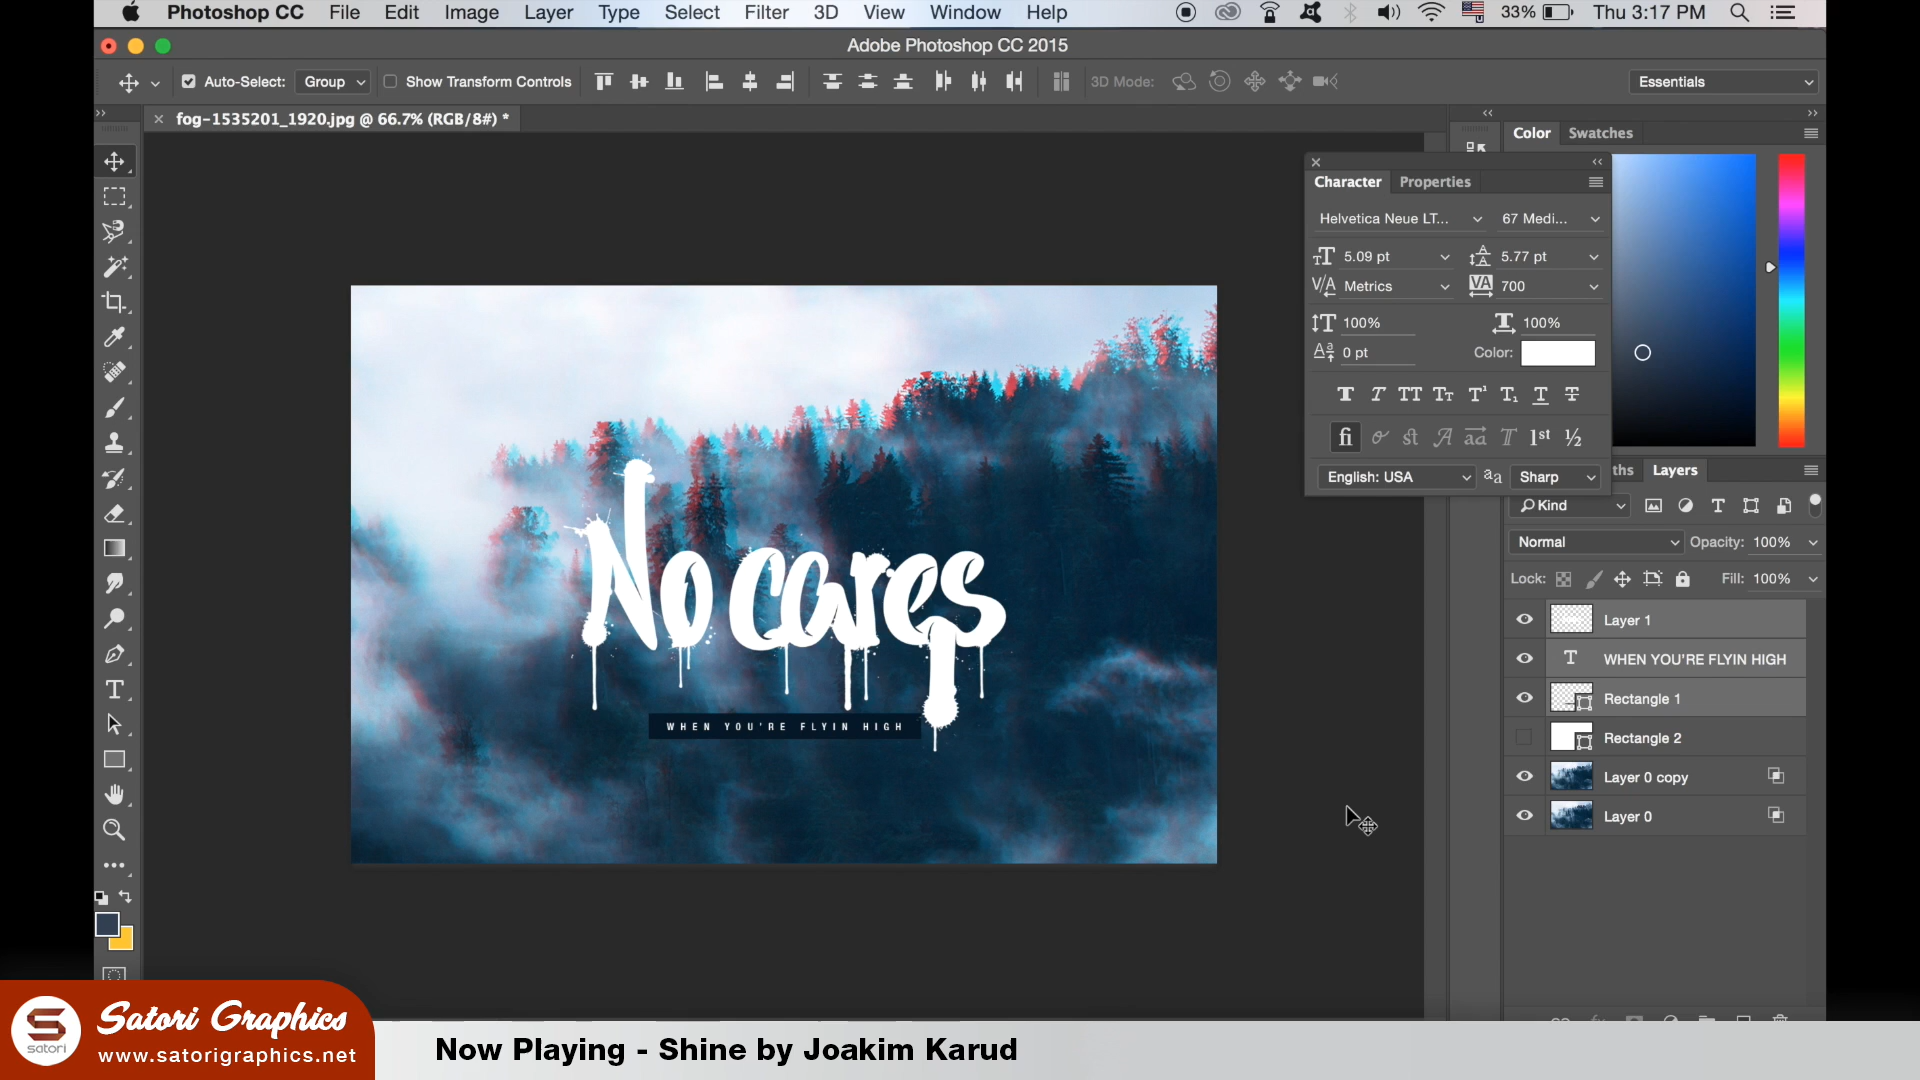 Photoshop CC File Edit Image Layer Type Select Filter 3D View Window Help 33% Thu 3:17 PM
Adobe Photoshop CC 2015
Auto-Select: Group Show Transform Controls 3D Mode: Essentials
fog-1535201_1920.jpg @ 66.7% (RGB/8#) *
Color Swatches
Character Properties
Helvetica Neue LT... 67 Medi...
5.09 pt 5.77 pt
Metrics 700
100% 100%
0 pt Color:
English: USA Sharp
ths Layers
Kind
Normal Opacity: 100%
Lock: Fill: 100%
Layer 1
WHEN YOU'RE FLYIN HIGH
Rectangle 1
Rectangle 2
Layer 0 copy
Layer 0
No cares
WHEN YOU'RE FLYIN HIGH
satori
Satori Graphics
www.satorigraphics.net
Now Playing - Shine by Joakim Karud